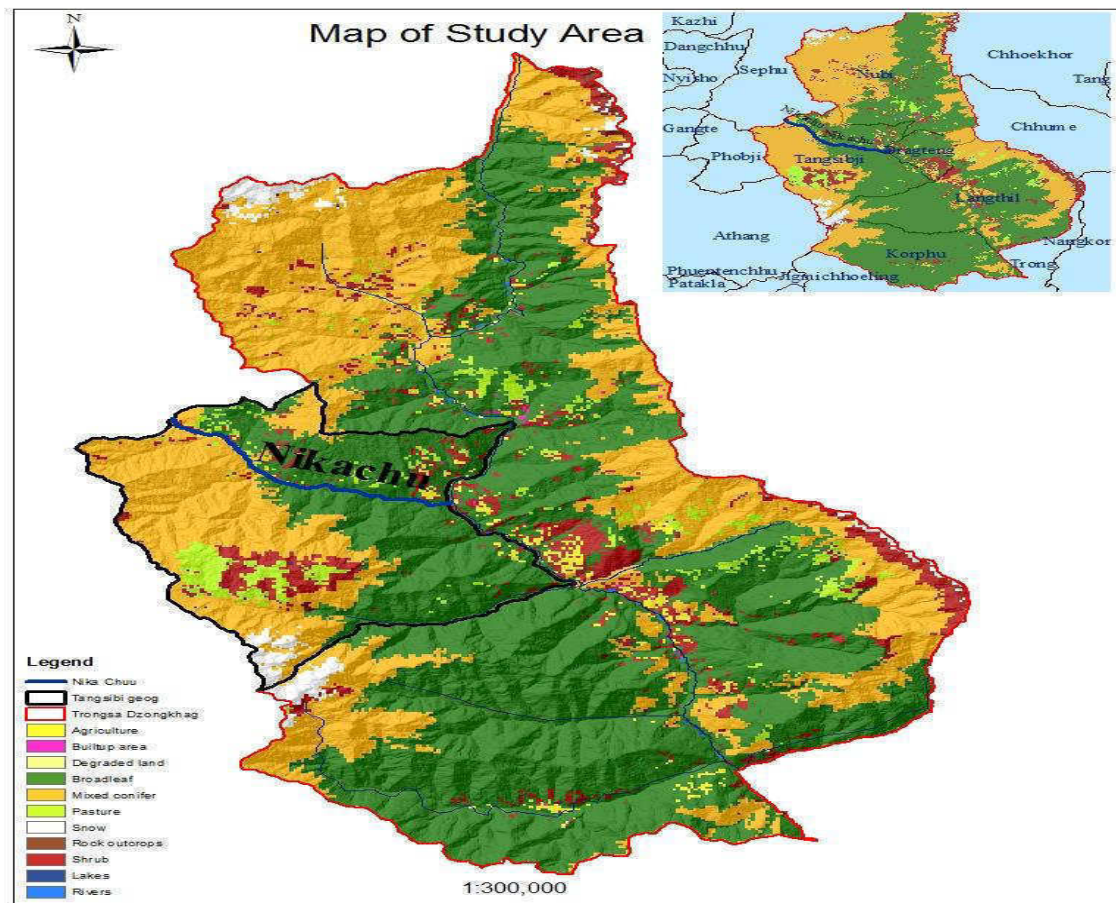 N
Map of Study Area
Kazhi
Dangchhu
Nyisho
Sephu
Nubi
Chhoekhor
Tang
Gangte
Nikachu
Phobji
Tangsibji
Dragteng
Chhume
Langthil
Athang
Nangkor
Korphu
Trong
Phuentenchhu
Jigmichhoeling
Patakla
Nikachu
Legend
Nika Chuu
Tangsibi geog
Trongsa Dzongkhag
Agriculture
Builtup area
Degraded land
Broadleaf
Mixed conifer
Pasture
Snow
Rock outcrops
Shrub
Lakes
Rivers
1:300,000